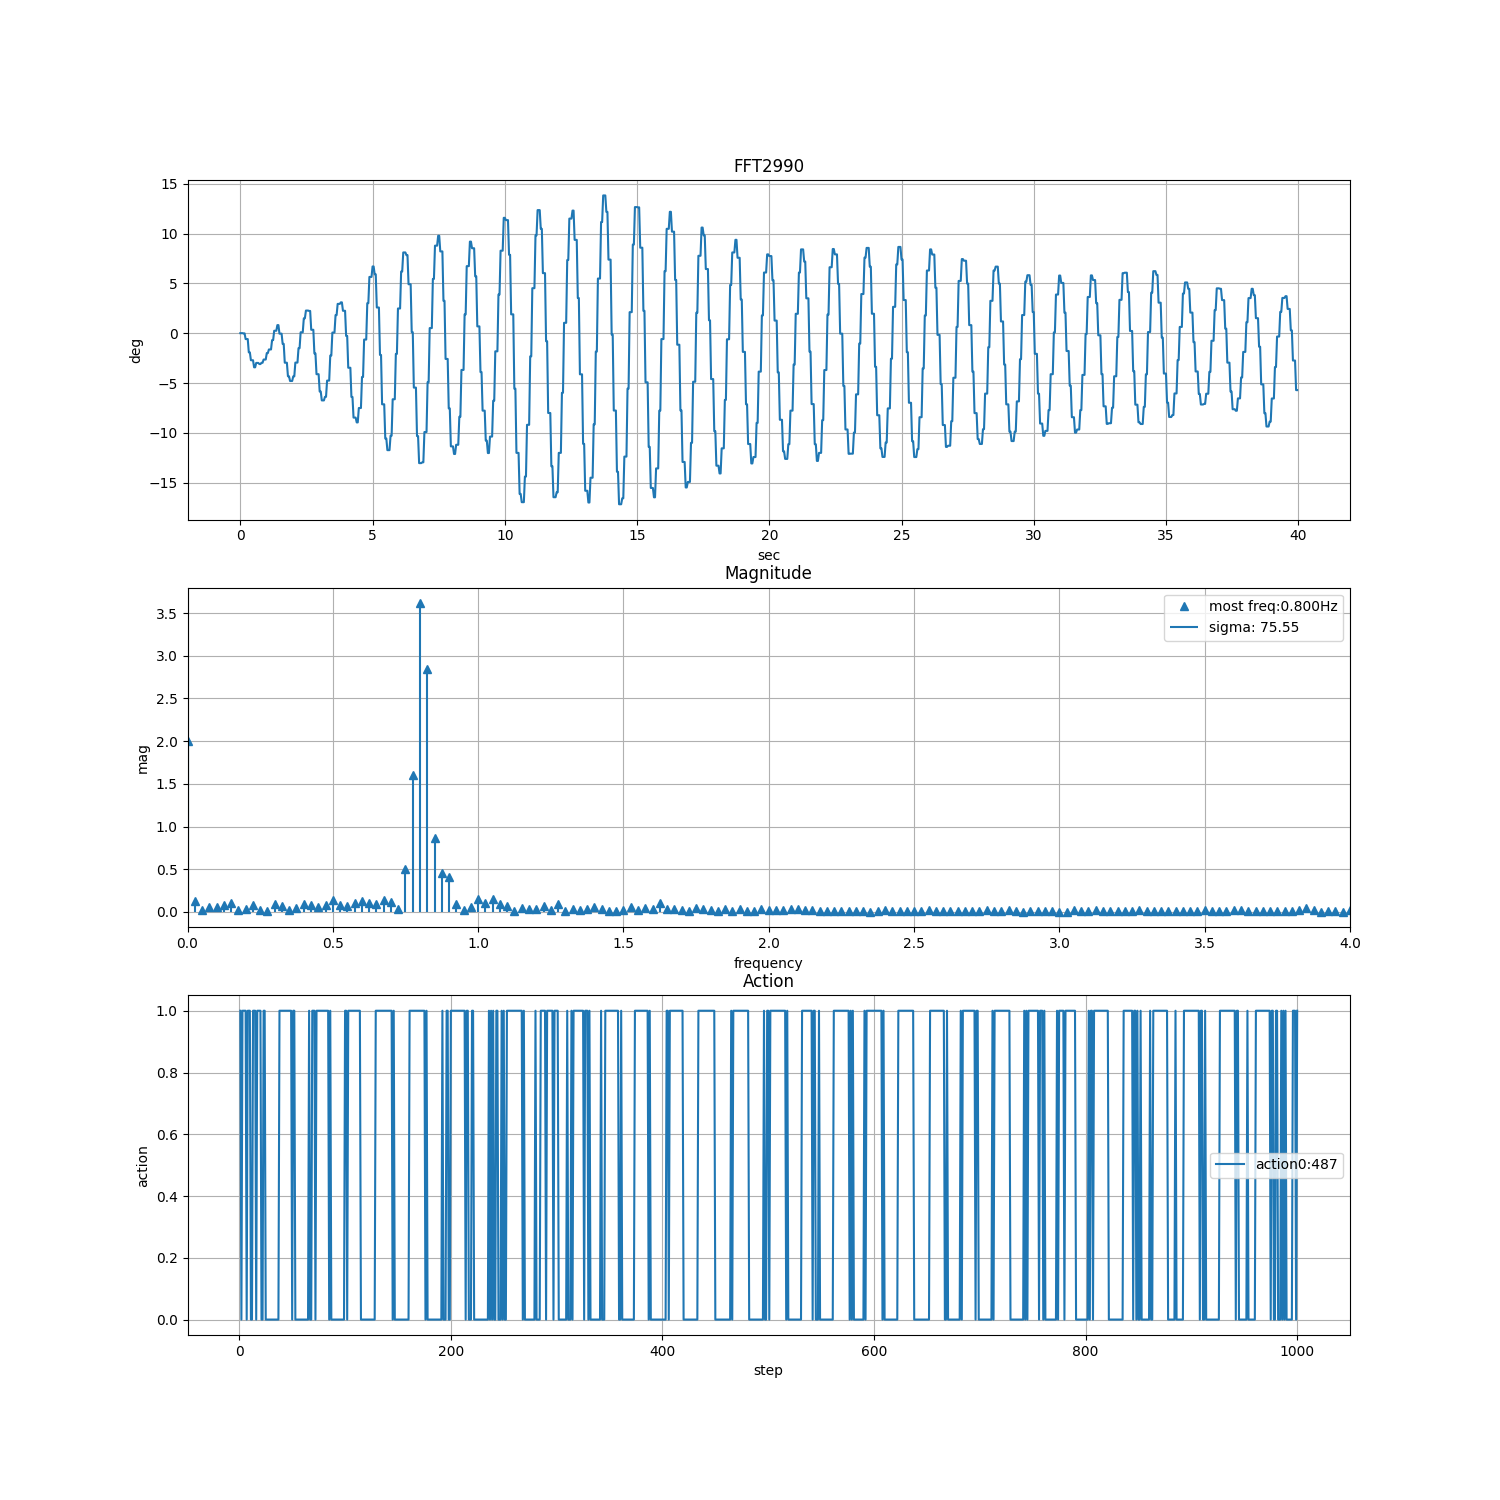 FFT2990
15
10
5
0
−5
−10
−15
deg
0 5 10 15 20 25 30 35 40
sec
Magnitude
3.5
3.0
2.5
2.0
1.5
1.0
0.5
0.0
mag
most freq:0.800Hz
sigma: 75.55
0.0 0.5 1.0 1.5 2.0 2.5 3.0 3.5 4.0
frequency
Action
1.0
0.8
0.6
0.4
0.2
0.0
action
action0:487
0 200 400 600 800 1000
step